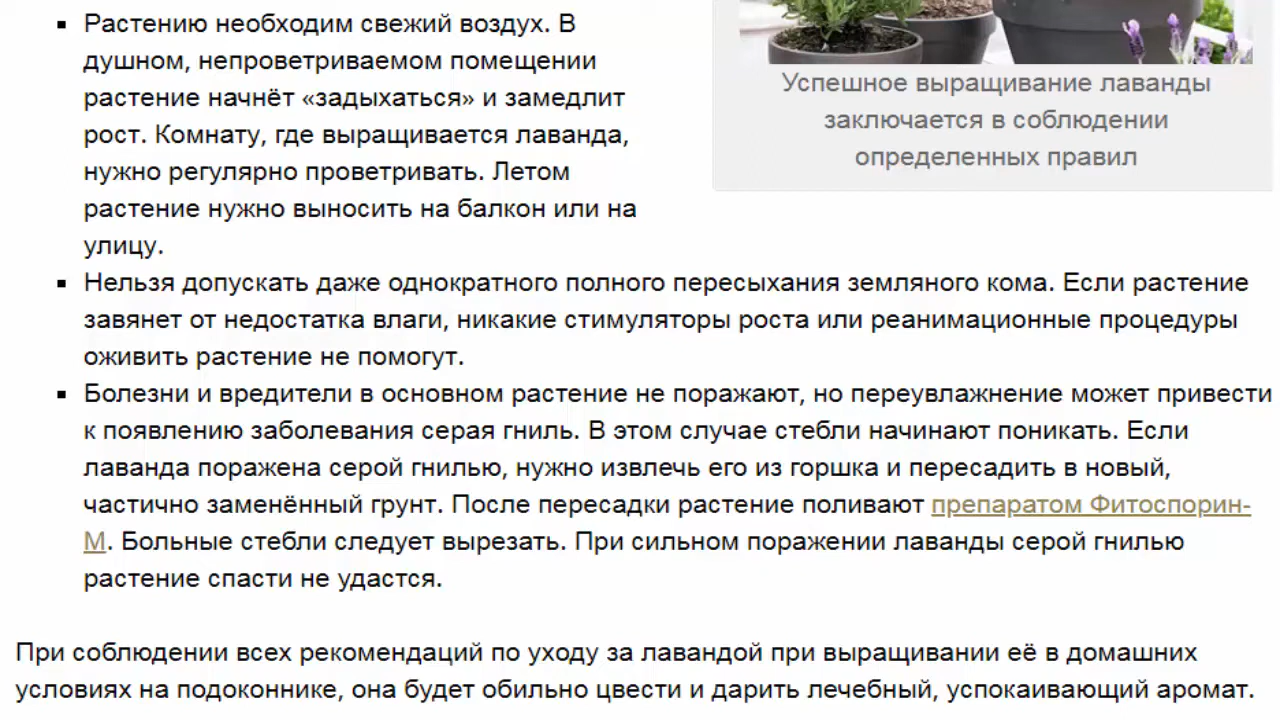 Растению необходим свежий воздух. В
душном, непроветриваемом помещении
растение начнёт «задыхаться» и замедлит
рост. Комнату, где выращивается лаванда,
нужно регулярно проветривать. Летом
растение нужно выносить на балкон или на
улицу.
Успешное выращивание лаванды
заключается в соблюдении
определенных правил
Нельзя допускать даже однократного полного пересыхания земляного кома. Если растение
завянет от недостатка влаги, никакие стимуляторы роста или реанимационные процедуры
оживить растение не помогут.
Болезни и вредители в основном растение не поражают, но переувлажнение может привести
к появлению заболевания серая гниль. В этом случае стебли начинают поникать. Если
лаванда поражена серой гнилью, нужно извлечь его из горшка и пересадить в новый,
частично заменённый грунт. После пересадки растение поливают препаратом Фитоспорин-
М. Больные стебли следует вырезать. При сильном поражении лаванды серой гнилью
растение спасти не удастся.
При соблюдении всех рекомендаций по уходу за лавандой при выращивании её в домашних
условиях на подоконнике, она будет обильно цвести и дарить лечебный, успокаивающий аромат.